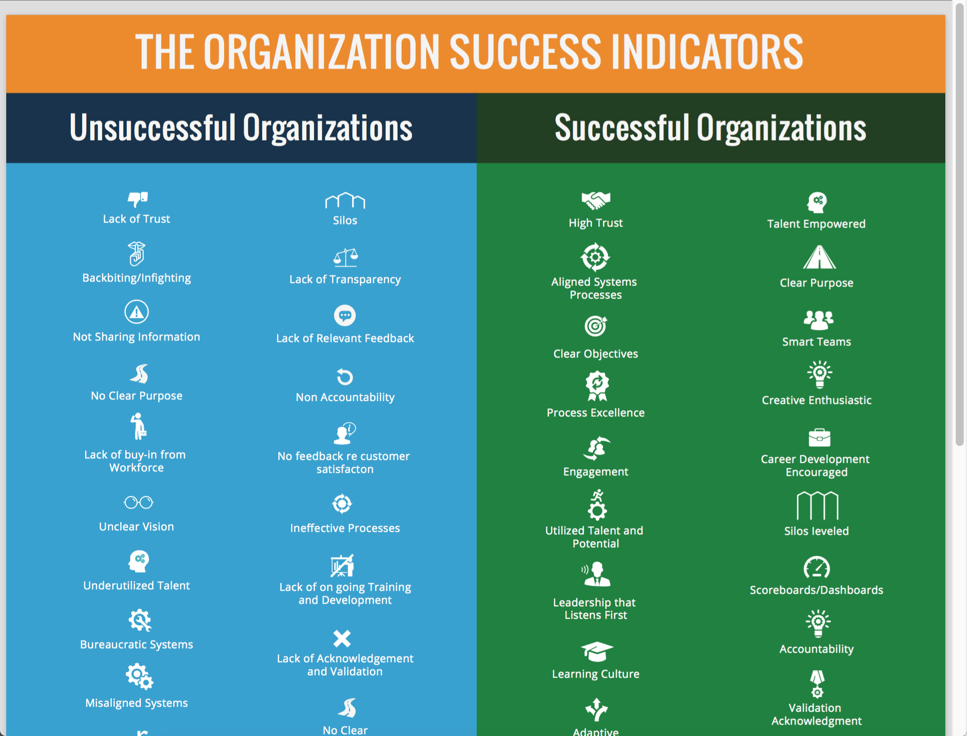 THE ORGANIZATION SUCCESS INDICATORS
Unsuccessful Organizations
Lack of Trust
Backbiting/Infighting
Not Sharing Information
No Clear Purpose
Lack of buy-in from
Workforce
Unclear Vision
Underutilized Talent
Bureaucratic Systems
Misaligned Systems
Silos
Lack of Transparency
Lack of Relevant Feedback
Non Accountability
No feedback re customer
satisfacton
Ineffective Processes
Lack of on going Training
and Development
Lack of Acknowledgement
and Validation
No Clear
Successful Organizations
High Trust
Aligned Systems
Processes
Clear Objectives
Process Excellence
Engagement
Utilized Talent and
Potential
Leadership that
Listens First
Learning Culture
Adaptive
Talent Empowered
Clear Purpose
Smart Teams
Creative Enthusiastic
Career Development
Encouraged
Silos leveled
Scoreboards/Dashboards
Accountability
Validation
Acknowledgment